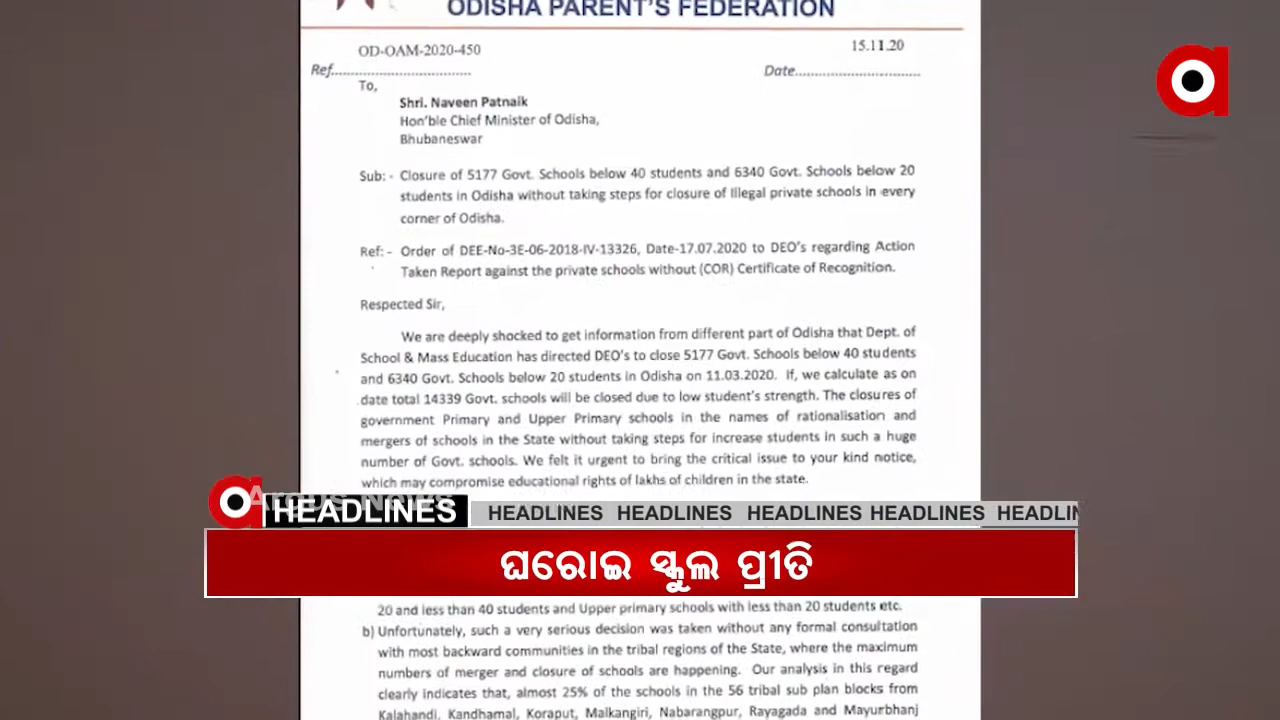 ODISHA PARENT'S FEDERATION
OD-OAM-2020-450
15.11.20
Ref............................
Date.........................
To,
Shri. Naveen Patnaik
Hon'ble Chief Minister of Odisha,
Bhubaneswar
Sub: - Closure of 5177 Govt. Schools below 40 students and 6340 Govt. Schools below 20
students in Odisha without taking steps for closure of Illegal private schools in every
corner of Odisha.
Ref: - Order of DEE-No-3E-06-2018-IV-13326, Date-17.07.2020 to DEO's regarding Action
Taken Report against the private schools without (COR) Certificate of Recognition.
Respected Sir,
We are deeply shocked to get information from different part of Odisha that Dept. of
School & Mass Education has directed DEO's to close 5177 Govt. Schools below 40 students
and 6340 Govt. Schools below 20 students in Odisha on 11.03.2020. If, we calculate as on
date total 14339 Govt. schools will be closed due to low student's strength. The closures of
government Primary and Upper Primary schools in the names of rationalisation and
mergers of schools in the State without taking steps for increase students in such a huge
number of Govt. schools. We felt it urgent to bring the critical issue to your kind notice,
which may compromise educational rights of lakhs of children in the state.
Argus News
HEADLINES HEADLINES HEADLINES HEADLINES HEADLINES HEADLIN
ଘରୋଇ ସ୍କୁଲ ପ୍ରୀତି
20 and less than 40 students and Upper primary schools with less than 20 students etc.
b) Unfortunately, such a very serious decision was taken without any formal consultation
with most backward communities in the tribal regions of the State, where the maximum
numbers of merger and closure of schools are happening. Our analysis in this regard
clearly indicates that, almost 25% of the schools in the 56 tribal sub plan blocks from
Kalahandi, Kandhamal, Koraput, Malkangiri, Nabarangpur, Rayagada and Mayurbhanj